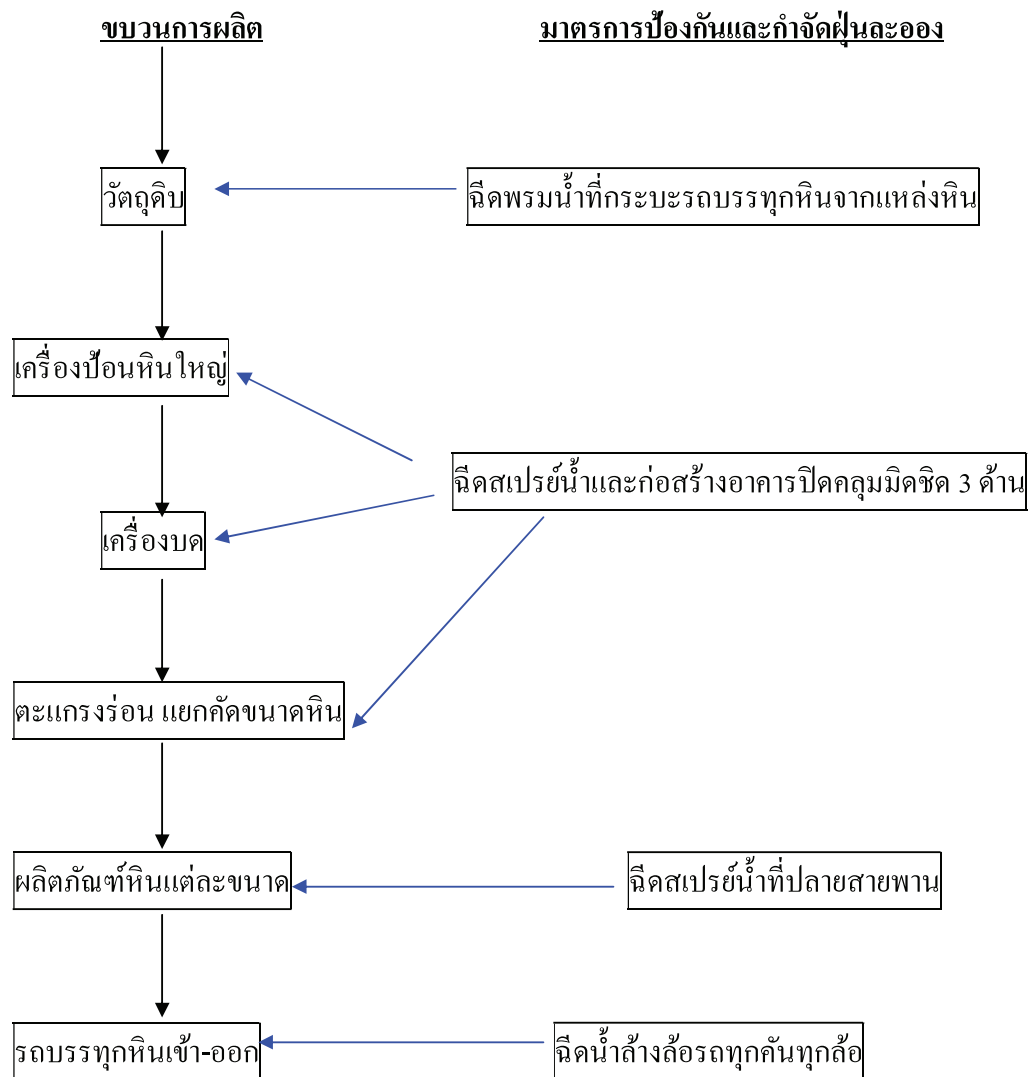 ขบวนการผลิต
มาตรการป้องกันและกำจัดฝุ่นละออง
วัตถุดิบ
ฉีดพรมน้ำที่กระบะรถบรรทุกหินจากแหล่งหิน
เครื่องป้อนหินใหญ่
ฉีดสเปรย์น้ำและก่อสร้างอาคารปิดคลุมมิดชิด 3 ด้าน
เครื่องบด
ตะแกรงร่อน แยกคัดขนาดหิน
ผลิตภัณฑ์หินแต่ละขนาด
ฉีดสเปรย์น้ำที่ปลายสายพาน
รถบรรทุกหินเข้า-ออก
ฉีดน้ำล้างล้อรถทุกคันทุกล้อ